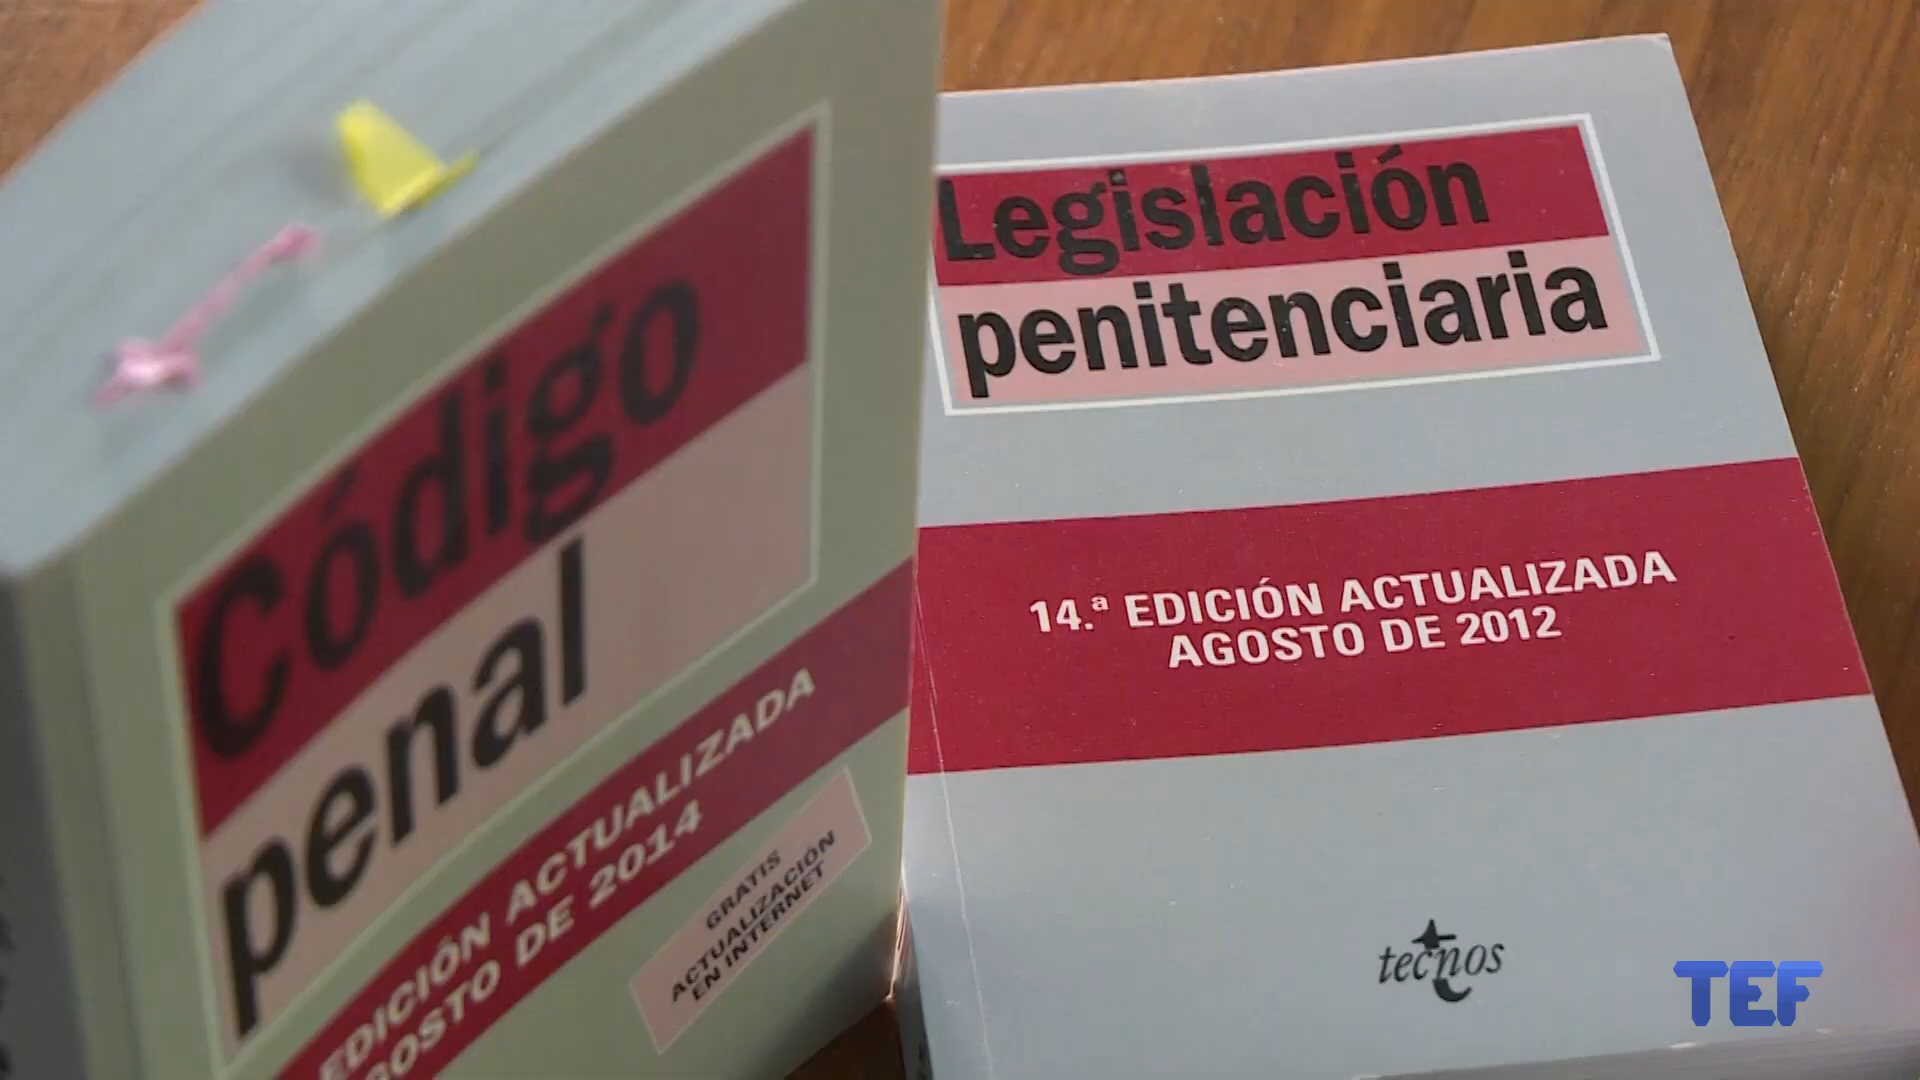 Código
penal
EDICIÓN ACTUALIZADA
AGOSTO DE 2014
GRATIS
ACTUALIZACIÓN
EN INTERNET
Legislación
penitenciaria
14.ª EDICIÓN ACTUALIZADA
AGOSTO DE 2012
tecnos
TEF